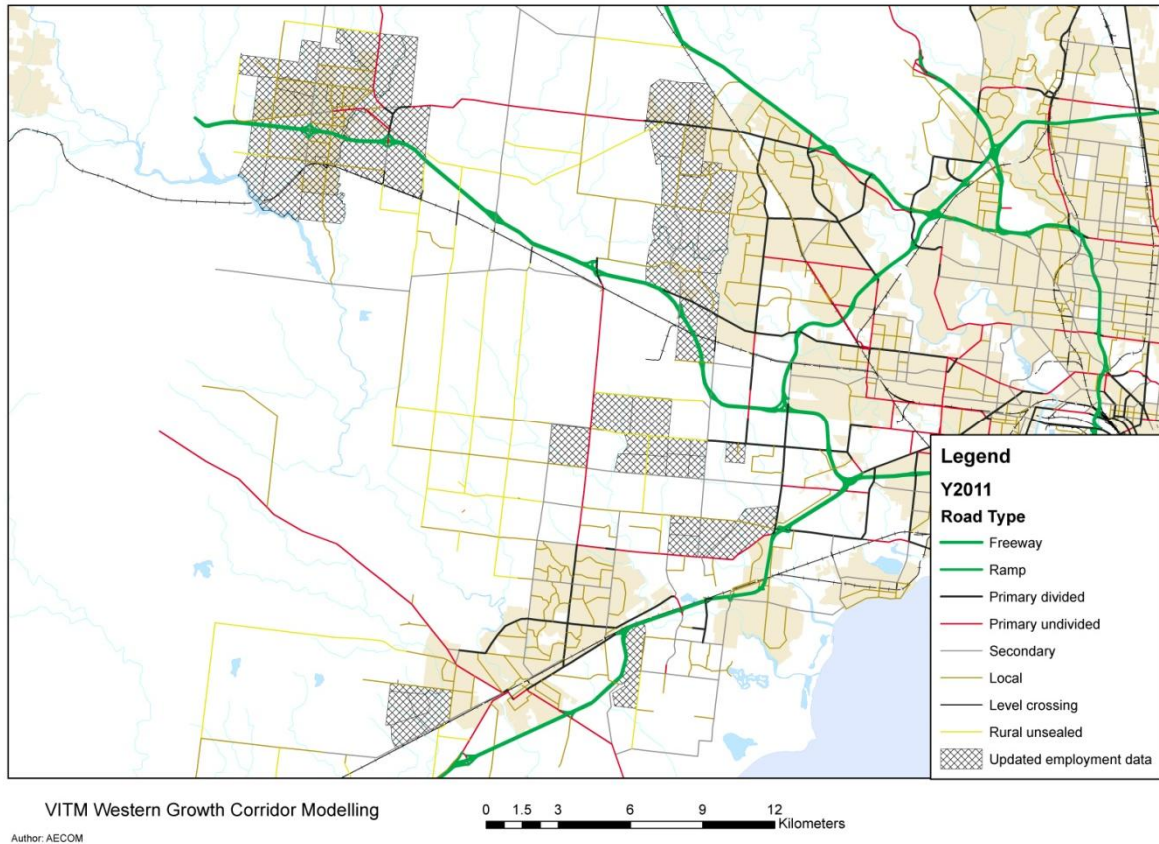 Legend
Y2011
Road Type
Freeway
Ramp
Primary divided
Primary undivided
Secondary
Local
Level crossing
Rural unsealed
Updated employment data
VITM Western Growth Corridor Modelling
Author: AECOM
0 1.5 3 6 9 12
Kilometers